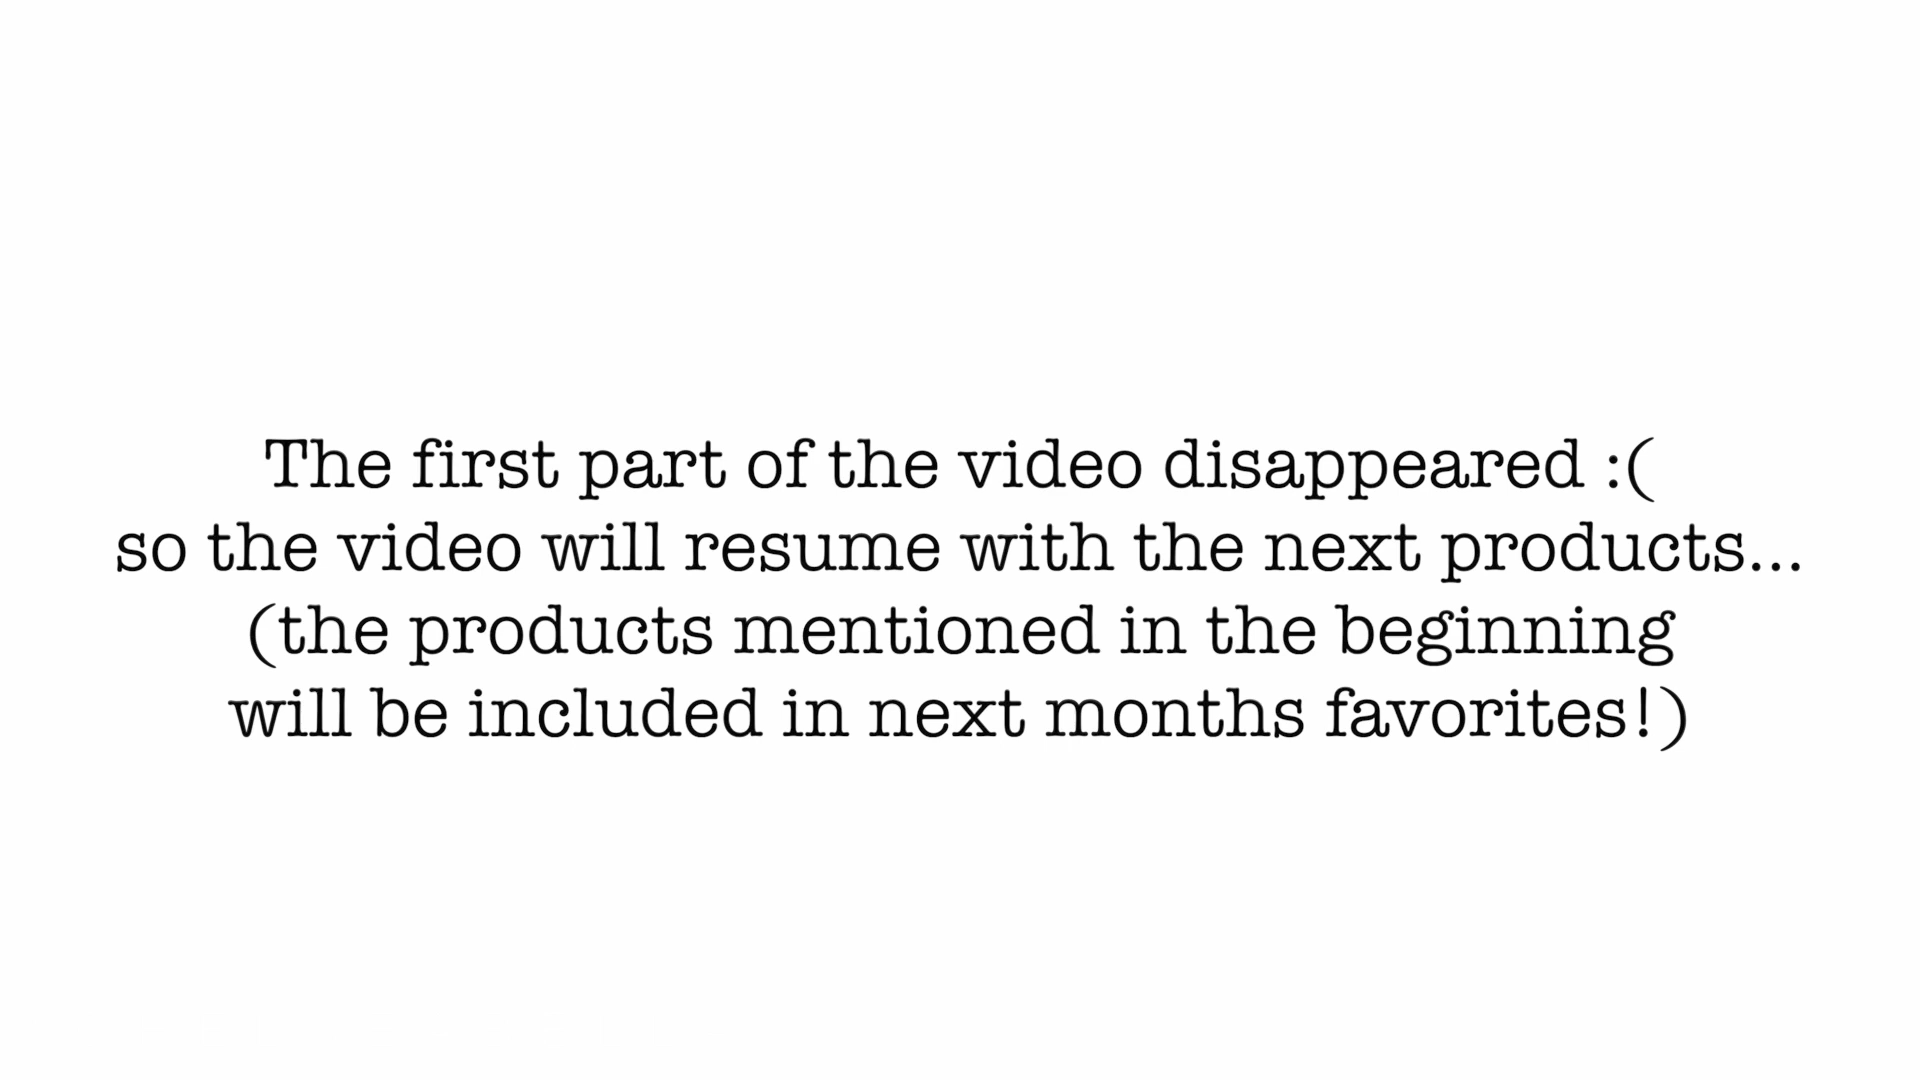 The first part of the video disappeared :(
so the video will resume with the next products...
(the products mentioned in the beginning
will be included in next months favorites!)